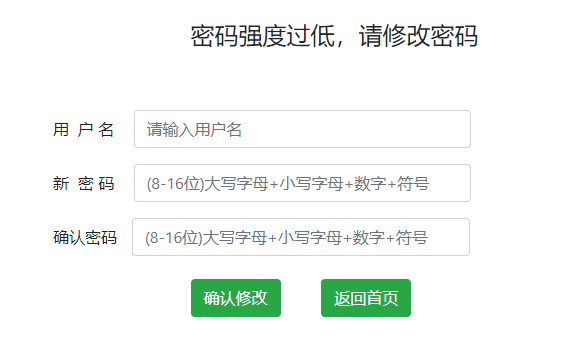 密码强度过低，请修改密码
用 户 名 请输入用户名
新 密 码 (8-16位)大写字母+小写字母+数字+符号
确认密码 (8-16位)大写字母+小写字母+数字+符号
确认修改 返回首页